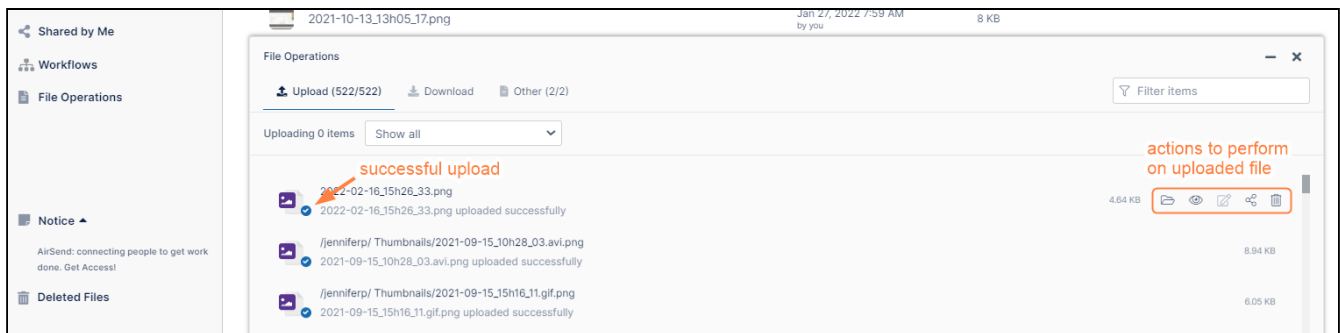 2021-10-13_13h05_17.png
Jan 27, 2022 7:59 AM
by you
8 KB
Shared by Me
Workflows
File Operations
Notice
AirSend: connecting people to get work
done. Get Access!
Deleted Files
File Operations
Upload (522/522)
Download
Other (2/2)
Filter items
Uploading 0 items
Show all
successful upload
actions to perform
on uploaded file
2022-02-16_15h26_33.png
2022-02-16_15h26_33.png uploaded successfully
4.64 KB
/jenniferp/ Thumbnails/2021-09-15_10h28_03.avi.png
2021-09-15_10h28_03.avi.png uploaded successfully
8.94 KB
/jenniferp/ Thumbnails/2021-09-15_15h16_11.gif.png
2021-09-15_15h16_11.gif.png uploaded successfully
6.05 KB